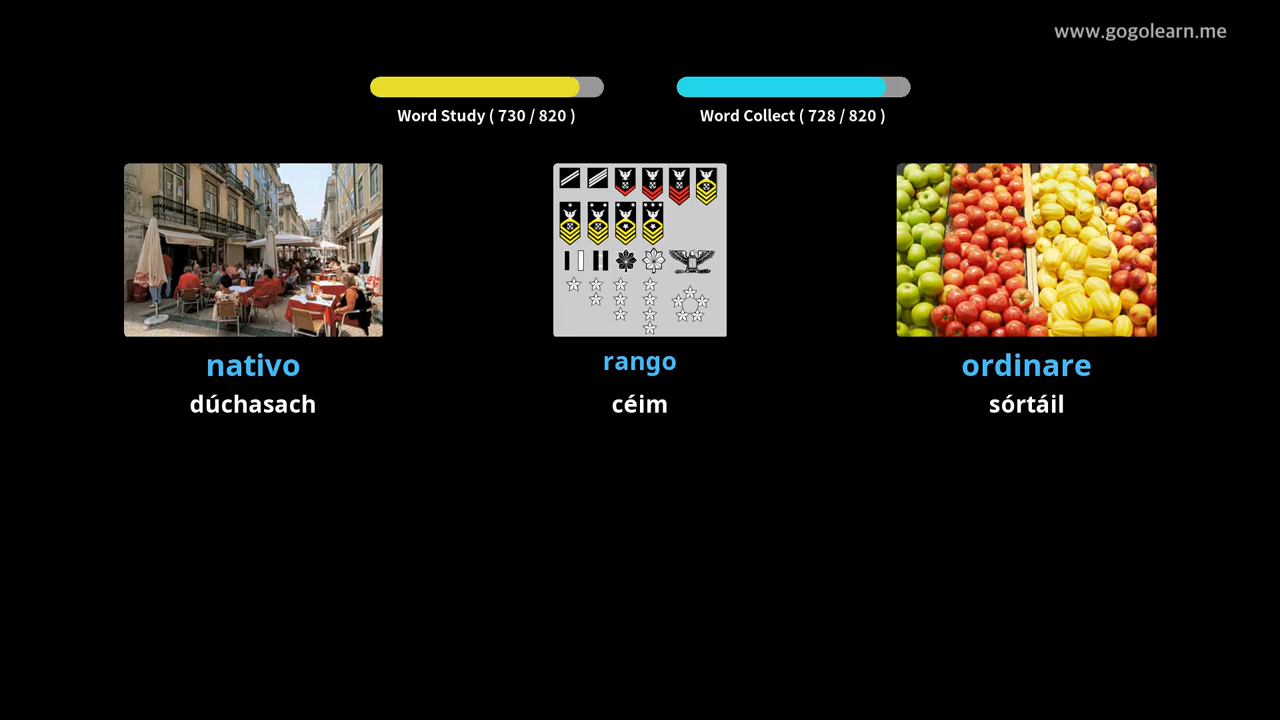 www.gogolearn.me
Word Study ( 730 / 820 )
Word Collect ( 728 / 820 )
nativo
dúchasach
rango
céim
ordinare
sórtáil